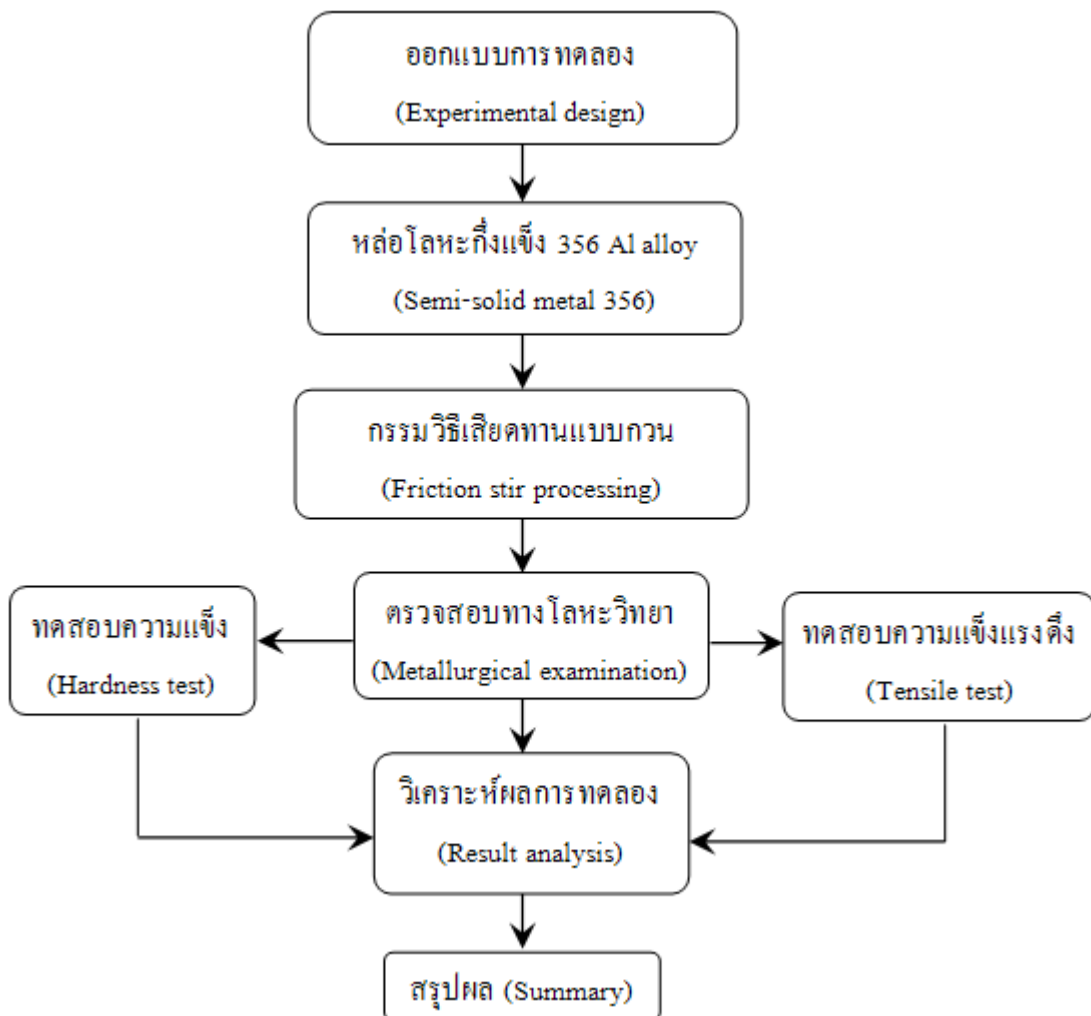 ออกแบบการทดลอง
(Experimental design)
หล่อโลหะกึ่งแข็ง 356 Al alloy
(Semi-solid metal 356)
กรรมวิธีเสียดทานแบบกวน
(Friction stir processing)
ทดสอบความแข็ง
(Hardness test)
ตรวจสอบทางโลหะวิทยา
(Metallurgical examination)
ทดสอบความแข็งแรงดึง
(Tensile test)
วิเคราะห์ผลการทดลอง
(Result analysis)
สรุปผล (Summary)